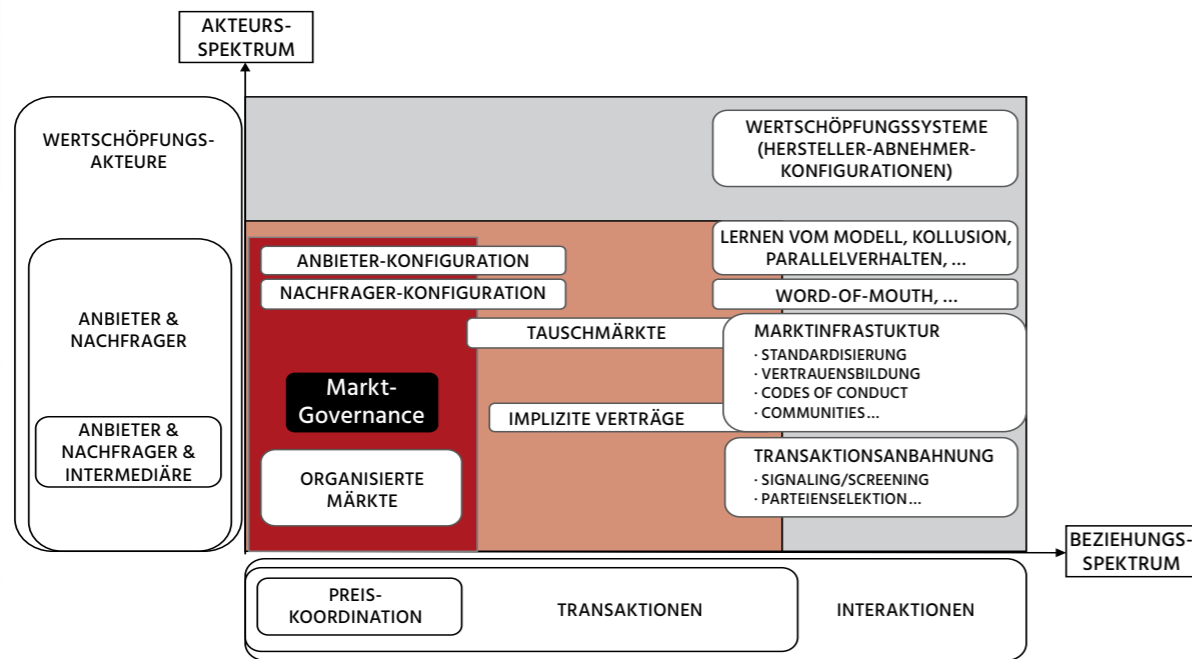 AKTEURS-
SPEKTRUM
WERTSCHÖPFUNGS-
AKTEURE
ANBIETER &
NACHFRAGER
ANBIETER &
NACHFRAGER &
INTERMEDIÄRE
WERTSCHÖPFUNGSSYSTEME
(HERSTELLER-ABNEHMER-
KONFIGURATIONEN)
LERNEN VOM MODELL, KOLLUSION,
PARALLELVERHALTEN, ...
ANBIETER-KONFIGURATION
NACHFRAGER-KONFIGURATION
WORD-OF-MOUTH, ...
TAUSCHMÄRKTE
MARKTINFRASTUKTUR
· STANDARDISIERUNG
· VERTRAUENSBILDUNG
· CODES OF CONDUCT
· COMMUNITIES...
Markt-
Governance
IMPLIZITE VERTRÄGE
ORGANISIERTE
MÄRKTE
TRANSAKTIONSANBAHNUNG
· SIGNALING/SCREENING
· PARTEIENSELEKTION...
BEZIEHUNGS-
SPEKTRUM
PREIS-
KOORDINATION
TRANSAKTIONEN
INTERAKTIONEN